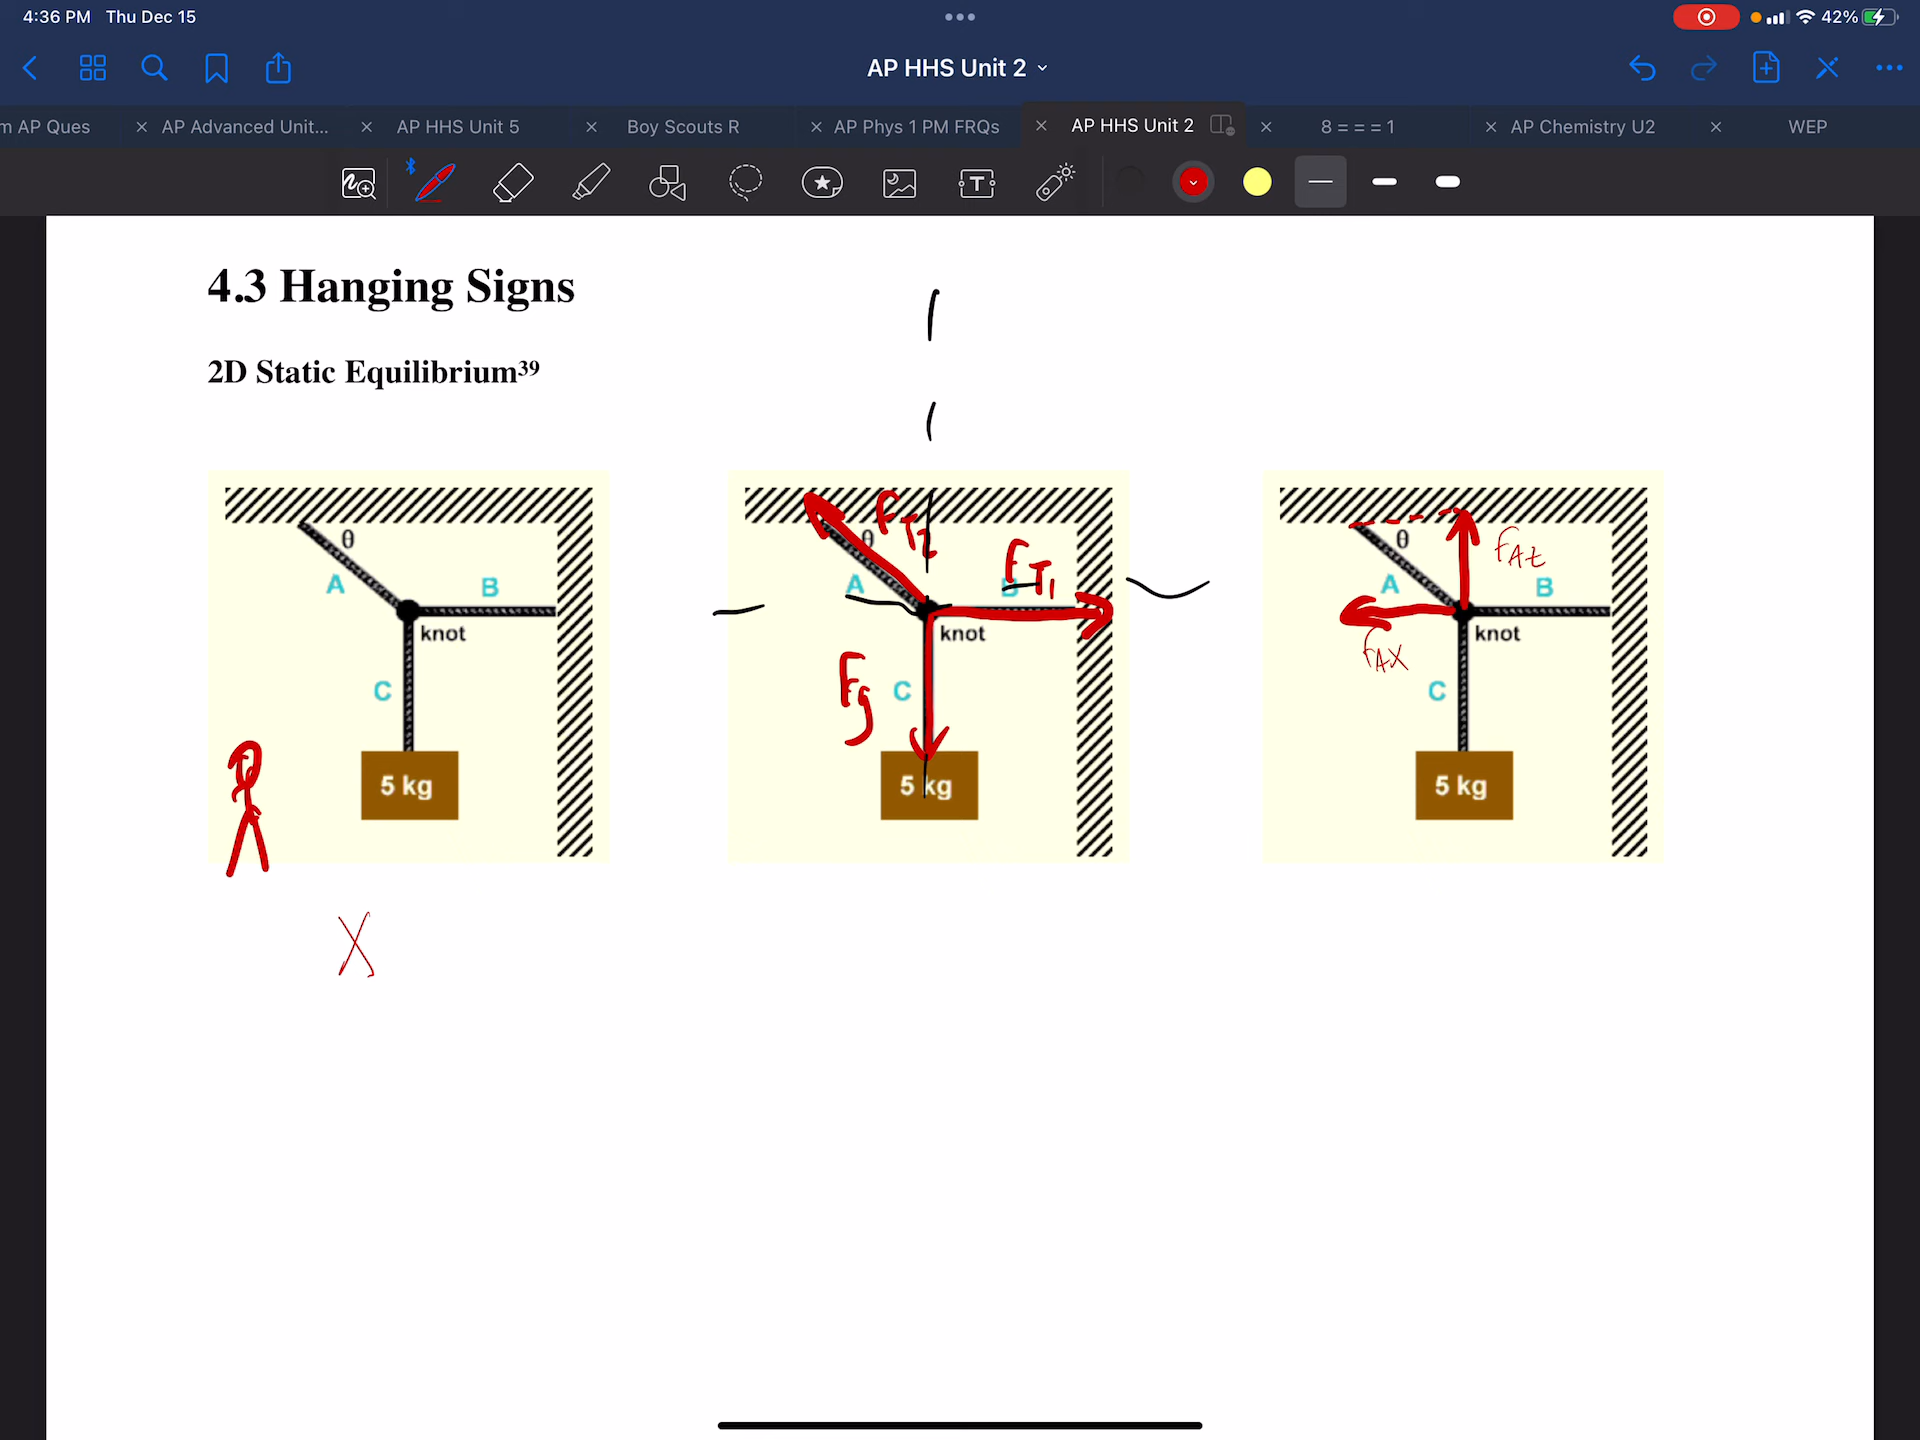 4:36 PM Thu Dec 15
42%
AP HHS Unit 2
m AP Ques
AP Advanced Unit...
AP HHS Unit 5
Boy Scouts R
AP Phys 1 PM FRQs
AP HHS Unit 2
8 = = = 1
AP Chemistry U2
WEP
T
4.3 Hanging Signs
2D Static Equilibrium³⁹
θ
A
B
knot
C
5 kg
X
FT2
θ
A
FT1
B
knot
Fg
C
5 kg
θ
FAt
A
B
FAX
knot
C
5 kg